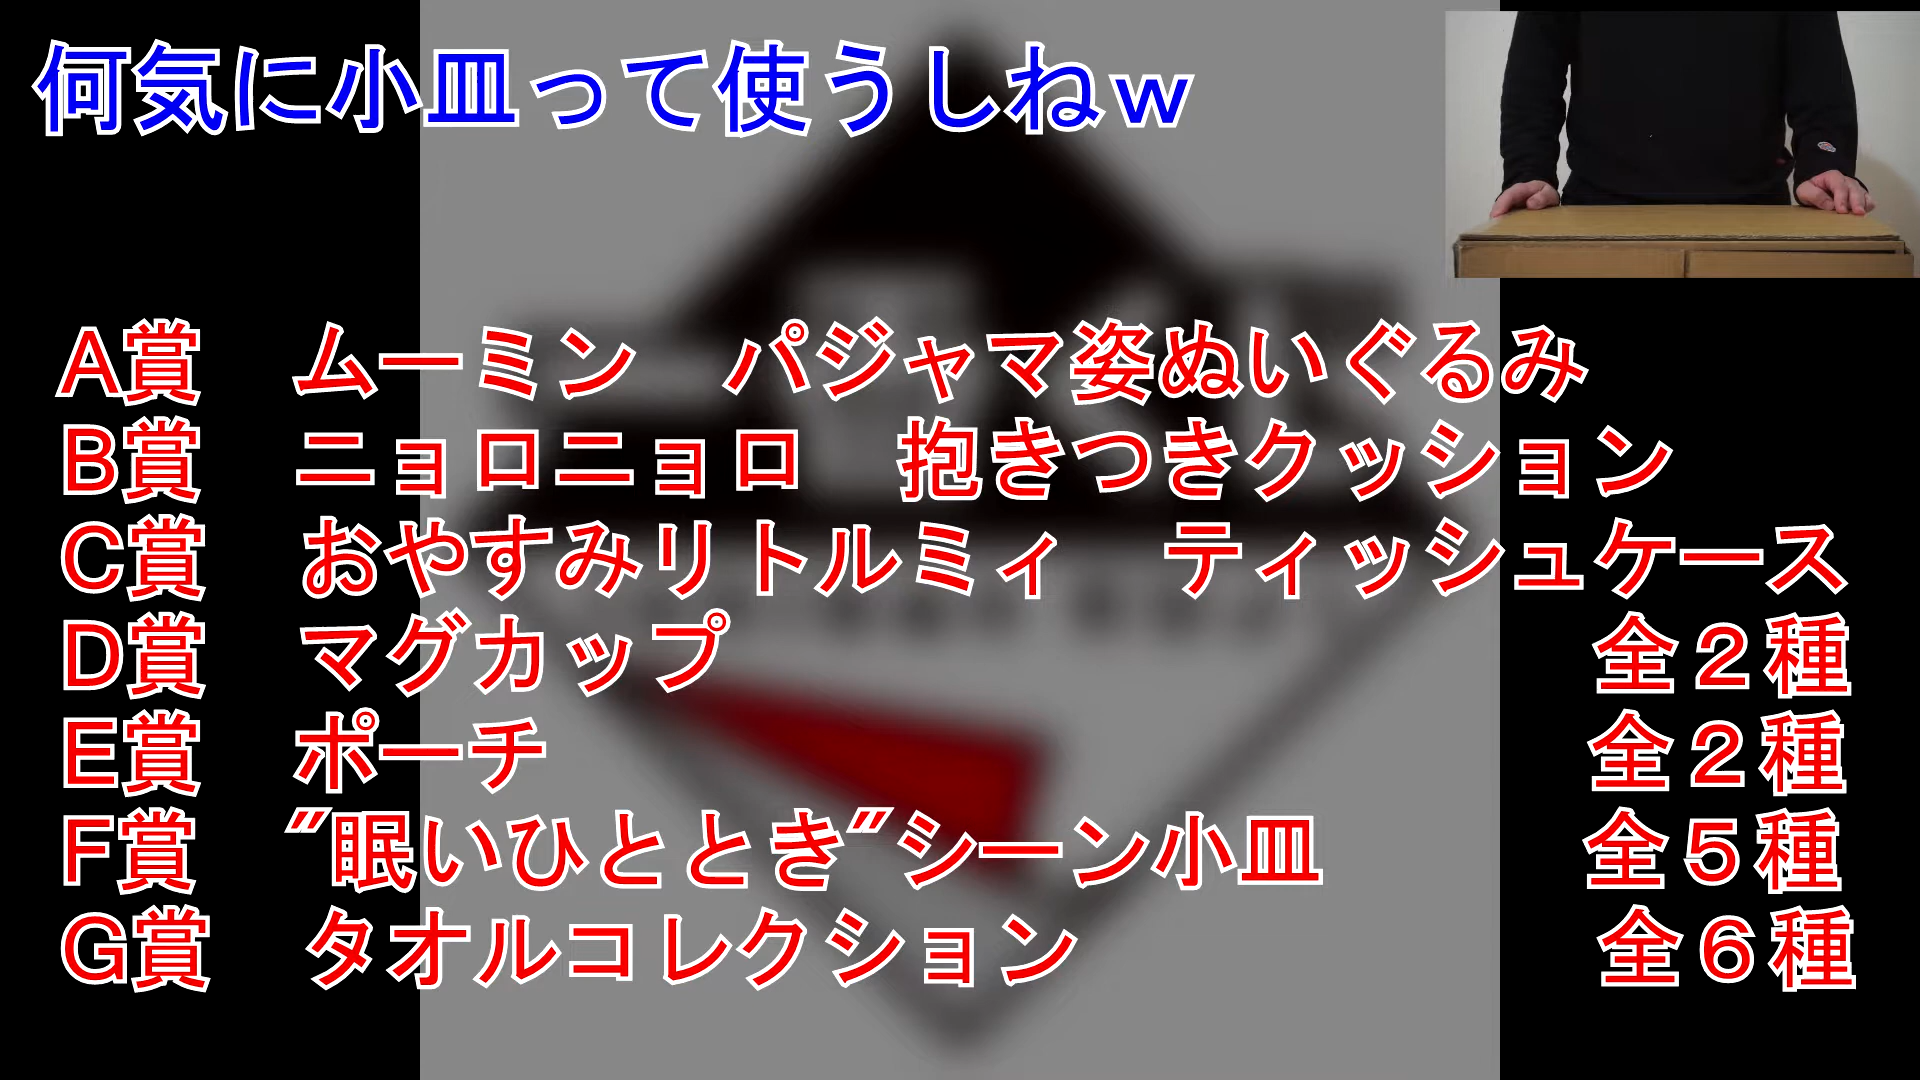 何気に小皿って使うしねｗ
A賞　ムーミン　パジャマ姿ぬいぐるみ
B賞　ニョロニョロ　抱きつきクッション
C賞　おやすみリトルミィ　ティッシュケース
D賞　マグカップ　全２種
E賞　ポーチ　全２種
F賞　"眠いひととき"シーン小皿　全５種
G賞　タオルコレクション　全６種